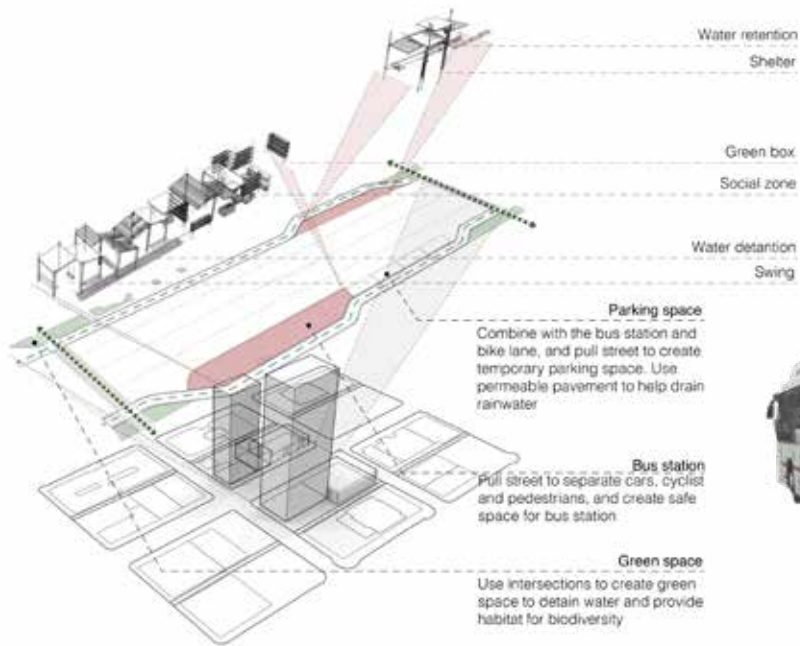 Water retention
Shelter
Green box
Social zone
Water detantion
Swing
Parking space
Combine with the bus station and
bike lane, and pull street to create
temporary parking space. Use
permeable pavement to help drain
rainwater
Bus station
Pull street to separate cars, cyclist
and pedestrians, and create safe
space for bus station
Green space
Use intersections to create green
space to detain water and provide
habitat for biodiversity